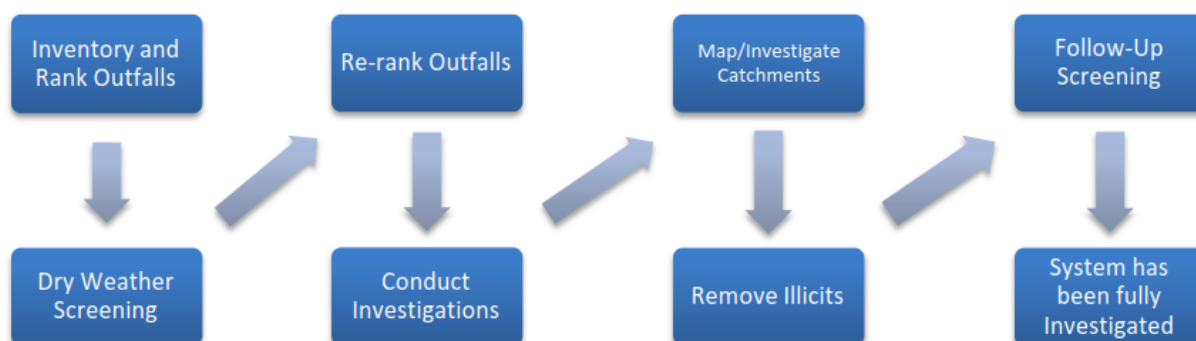 Inventory and
Rank Outfalls
Dry Weather
Screening
Re-rank Outfalls
Conduct
Investigations
Map/Investigate
Catchments
Remove Illicits
Follow-Up
Screening
System has
been fully
Investigated